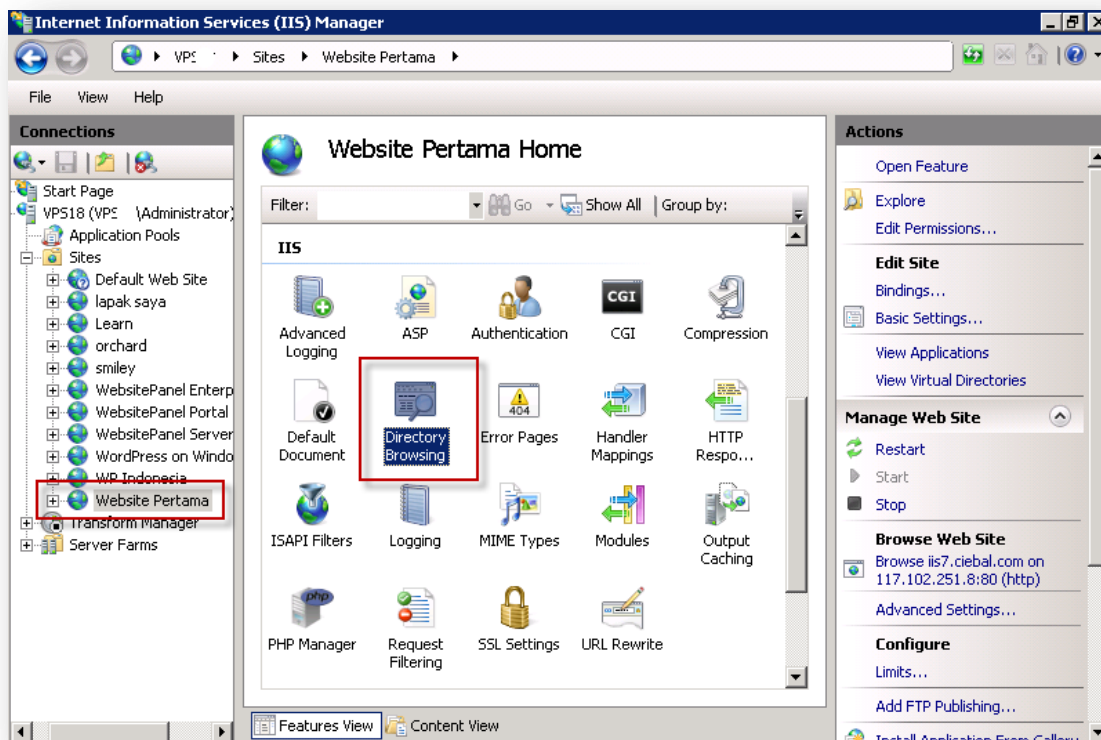 Internet Information Services (IIS) Manager
VPS
Sites
Website Pertama
File View Help
Connections
Start Page
VPS18 (VPS \Administrator)
Application Pools
Sites
Default Web Site
lapak saya
Learn
orchard
smiley
WebsitePanel Enterp
WebsitePanel Portal
WebsitePanel Server
WordPress on Windo
WP Indonesia
Website Pertama
Transform Manager
Server Farms
Website Pertama Home
Filter: Go Show All Group by:
IIS
Advanced Logging
ASP
Authentication
CGI
CGI
Compression
Default Document
Directory Browsing
404
Error Pages
Handler Mappings
HTTP Respo...
ISAPI Filters
Logging
MIME Types
Modules
Output Caching
php
PHP Manager
Request Filtering
SSL Settings
URL Rewrite
Features View
Content View
Actions
Open Feature
Explore
Edit Permissions...
Edit Site
Bindings...
Basic Settings...
View Applications
View Virtual Directories
Manage Web Site
Restart
Start
Stop
Browse Web Site
Browse iis7.ciebal.com on
117.102.251.8:80 (http)
Advanced Settings...
Configure
Limits...
Add FTP Publishing...
Install Application From Gallery